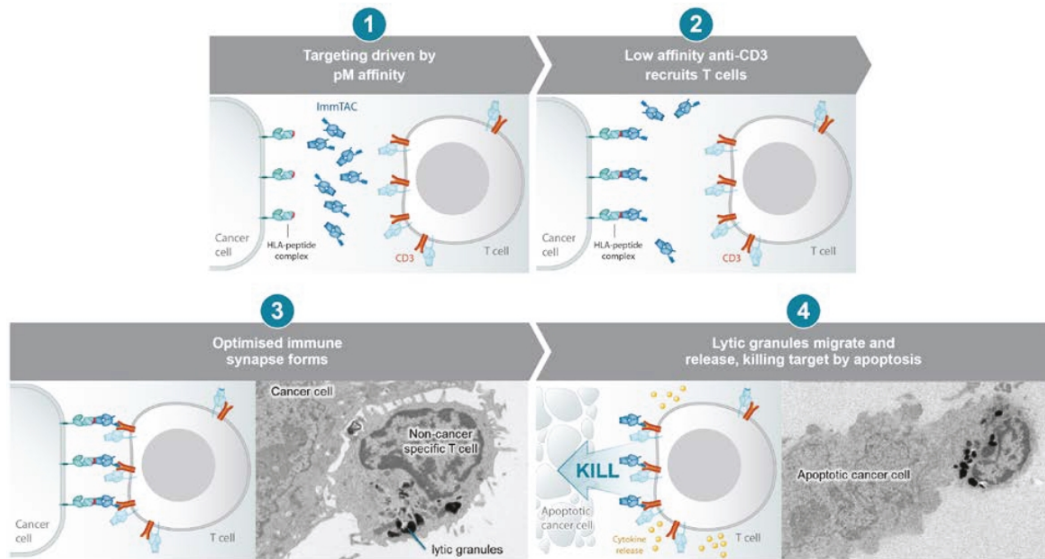 1
Targeting driven by
pM affinity
ImmTAC
Cancer
cell
HLA-peptide
complex
CD3
T cell
2
Low affinity anti-CD3
recruits T cells
Cancer
cell
HLA-peptide
complex
CD3
T cell
3
Optimised immune
synapse forms
Cancer
cell
T cell
Cancer cell
Non-cancer
specific T cell
lytic granules
4
Lytic granules migrate and
release, killing target by apoptosis
KILL
Apoptotic
cancer cell
Cytokine
release
T cell
Apoptotic cancer cell